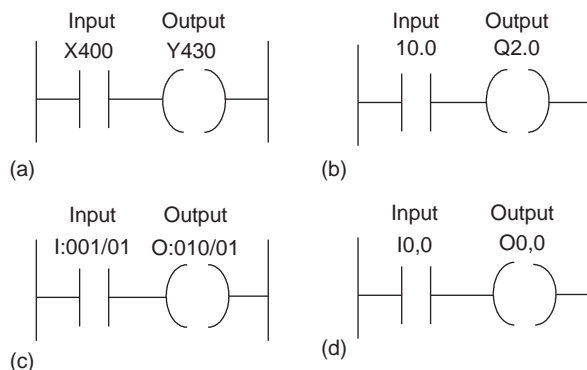 Input Output
X400 Y430
(a)
Input Output
10.0 Q2.0
(b)
Input Output
I:001/01 O:010/01
(c)
Input Output
I0,0 O0,0
(d)